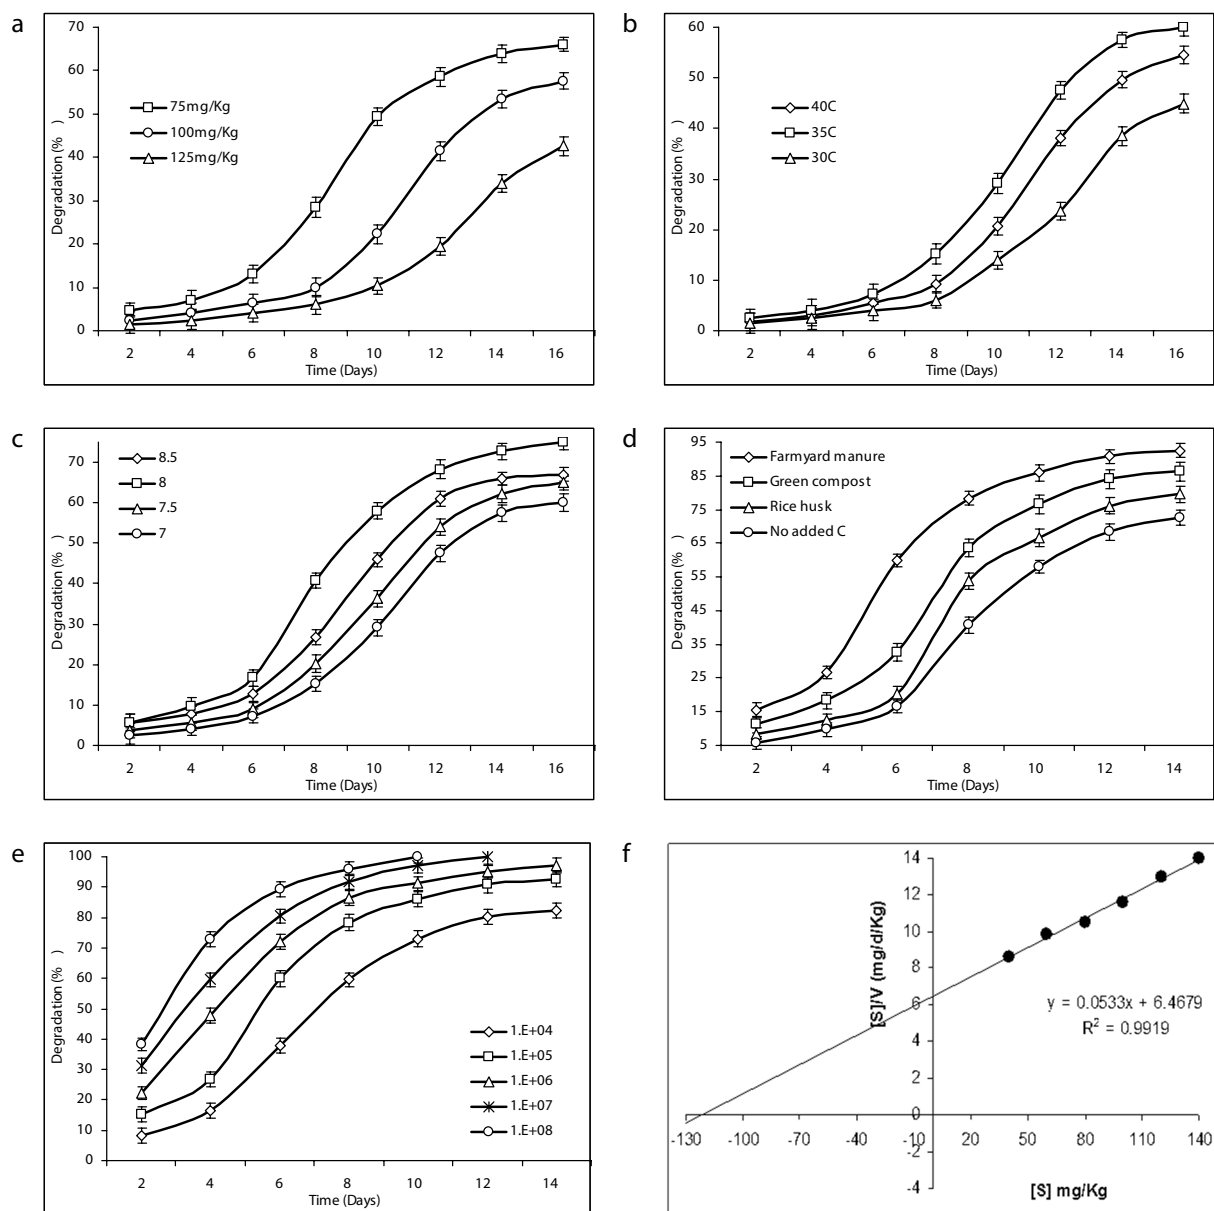 a
70
60
50
40
30
20
10
0
Degradation (% )
75mg/Kg
100mg/Kg
125mg/Kg
2 4 6 8 10 12 14 16
Time (Days)
b
60
50
40
30
20
10
0
Degradation (% )
40C
35C
30C
2 4 6 8 10 12 14 16
Time (Days)
c
70
60
50
40
30
20
10
0
Degradation (% )
8.5
8
7.5
7
2 4 6 8 10 12 14 16
Time (Days)
d
95
85
75
65
55
45
35
25
15
5
Degradation (% )
Farmyard manure
Green compost
Rice husk
No added C
2 4 6 8 10 12 14
Time (Days)
e
100
90
80
70
60
50
40
30
20
10
0
Degradation (% )
1.E+04
1.E+05
1.E+06
1.E+07
1.E+08
2 4 6 8 10 12 14
Time (Days)
f
14
12
10
8
6
4
2
0
-2
-4
[S]/V (mg/d/Kg)
y = 0.0533x + 6.4679
R² = 0.9919
-130 -100 -70 -40 -10 20 50 80 110 140
[S] mg/Kg